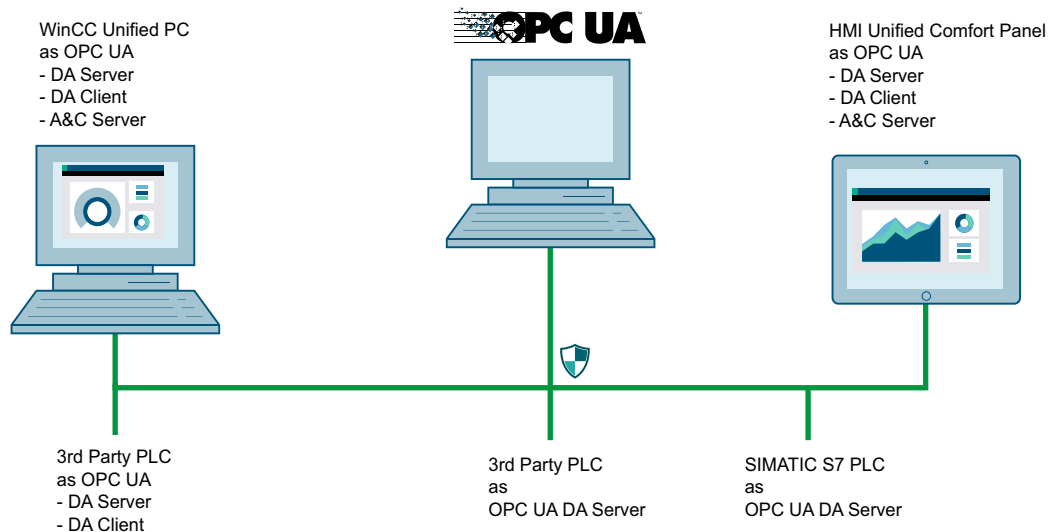 WinCC Unified PC
as OPC UA
- DA Server
- DA Client
- A&C Server
OPC UA
HMI Unified Comfort Panel
as OPC UA
- DA Server
- DA Client
- A&C Server
3rd Party PLC
as OPC UA
- DA Server
- DA Client
3rd Party PLC
as
OPC UA DA Server
SIMATIC S7 PLC
as
OPC UA DA Server